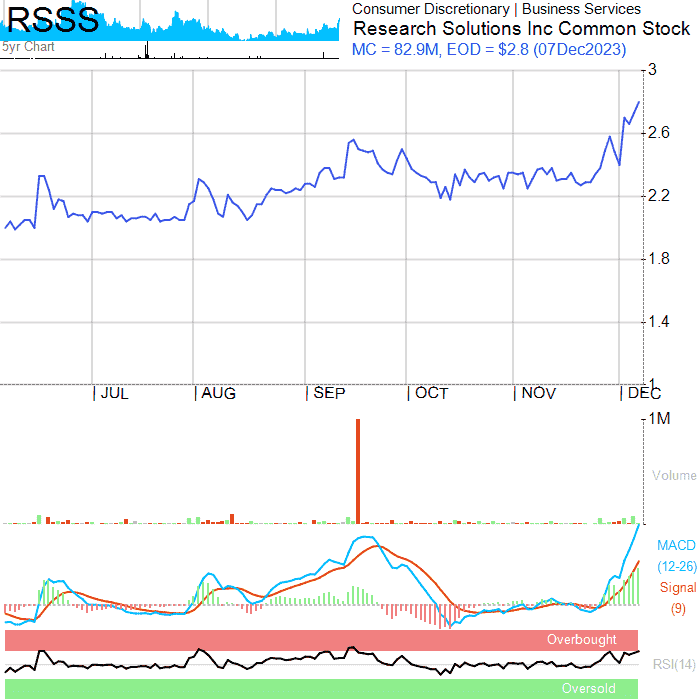 RSSS
5yr Chart
Consumer Discretionary | Business Services
Research Solutions Inc Common Stock
MC = 82.9M, EOD = $2.8 (07Dec2023)
3
2.6
2.2
1.8
1.4
1
JUL
AUG
SEP
OCT
NOV
DEC
1M
Volume
MACD
(12-26)
Signal
(9)
Overbought
RSI(14)
Oversold